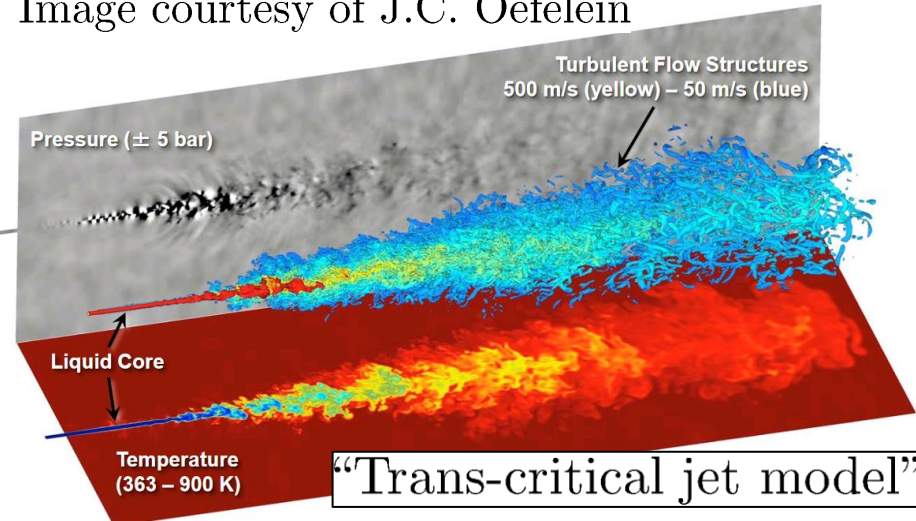 Image courtesy of J.C. Oefelein
Turbulent Flow Structures
500 m/s (yellow) – 50 m/s (blue)
Pressure (± 5 bar)
Liquid Core
Temperature
(363 – 900 K)
“Trans-critical jet model”